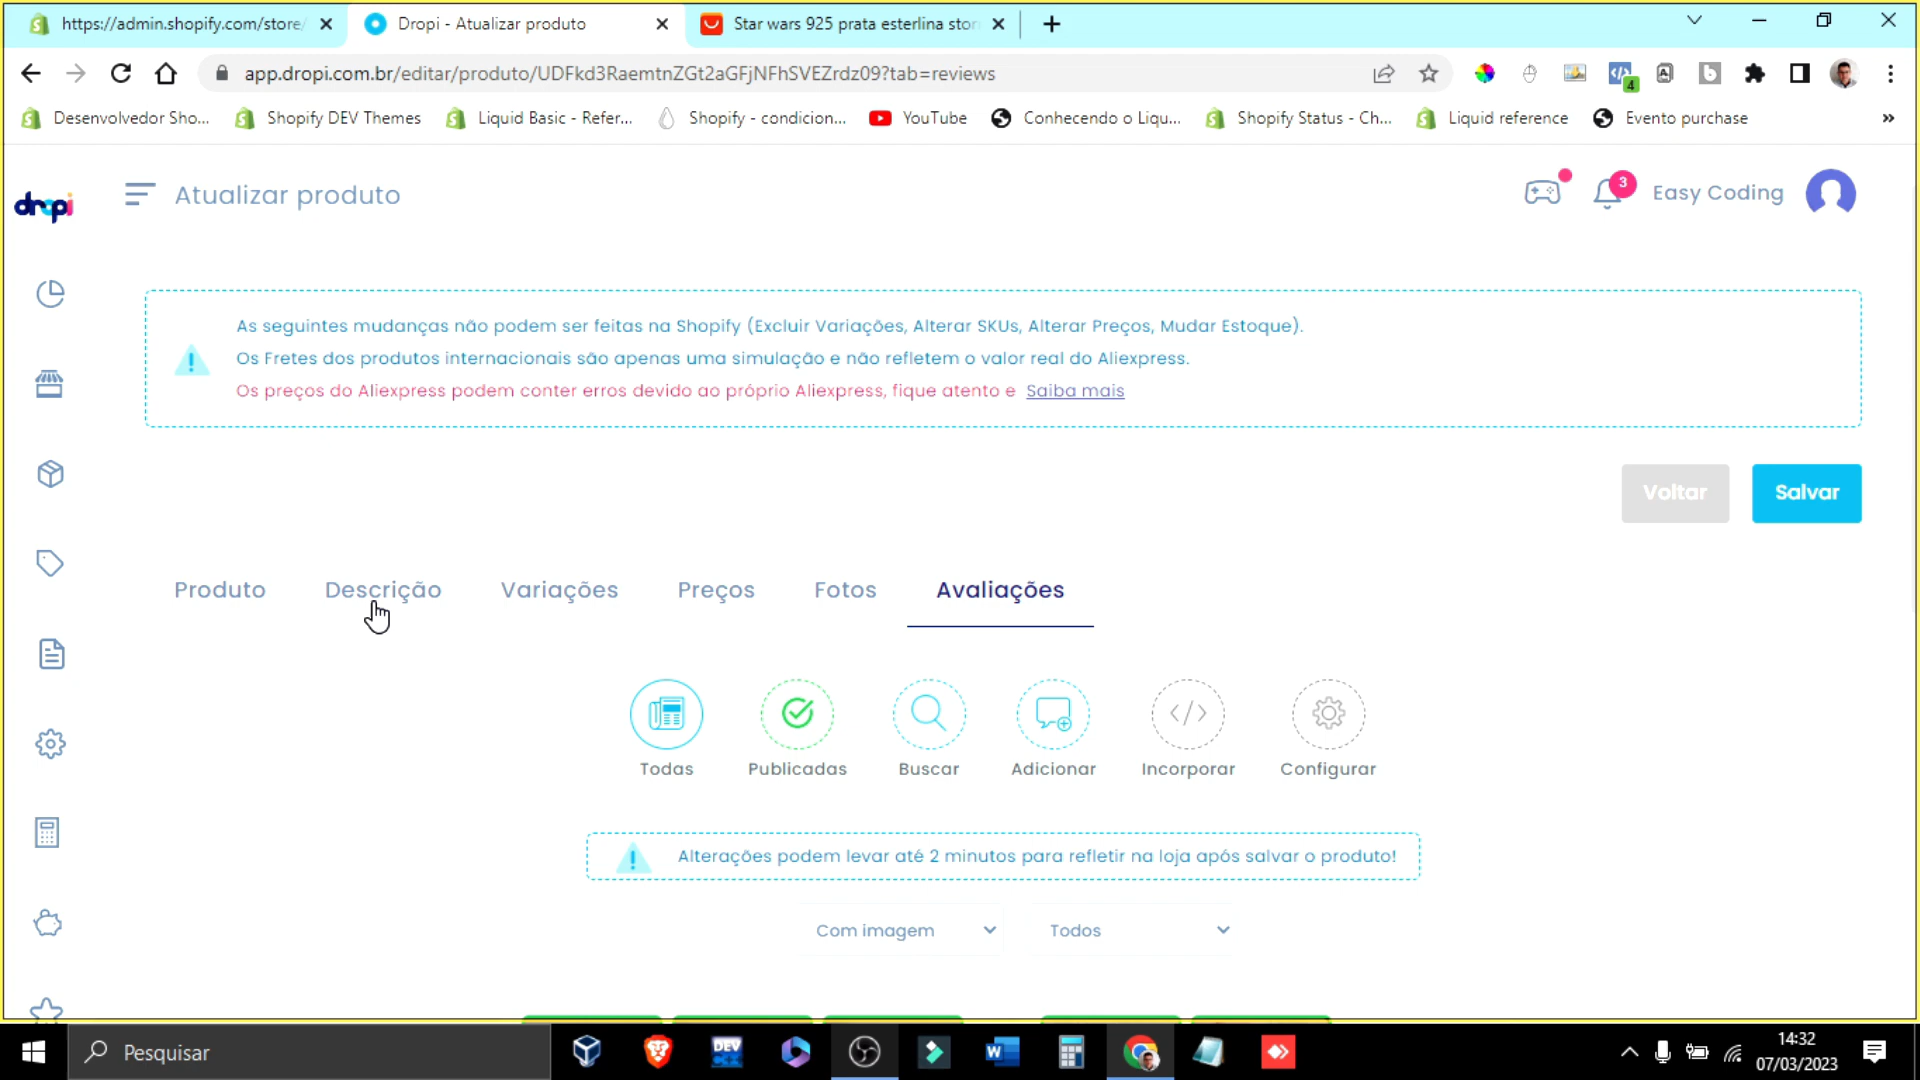 https://admin.shopify.com/store/
Dropi - Atualizar produto
Star wars 925 prata esterlina stor
app.dropi.com.br/editar/produto/UDFkd3RaemtnZGt2aGFjNFhSVEZrdz09?tab=reviews
4
Desenvolvedor Sho...
Shopify DEV Themes
Liquid Basic - Refer...
Shopify - condicion...
YouTube
Conhecendo o Liqu...
Shopify Status - Ch...
Liquid reference
Evento purchase
»
dropi
Atualizar produto
3
Easy Coding
As seguintes mudanças não podem ser feitas na Shopify (Excluir Variações, Alterar SKUs, Alterar Preços, Mudar Estoque).
Os Fretes dos produtos internacionais são apenas uma simulação e não refletem o valor real do Aliexpress.
Os preços do Aliexpress podem conter erros devido ao próprio Aliexpress, fique atento e Saiba mais
Voltar
Salvar
Produto
Descrição
Variações
Preços
Fotos
Avaliações
Todas
Publicadas
Buscar
Adicionar
Incorporar
Configurar
Alterações podem levar até 2 minutos para refletir na loja após salvar o produto!
Com imagem
Todos
Pesquisar
DEV
14:32
07/03/2023